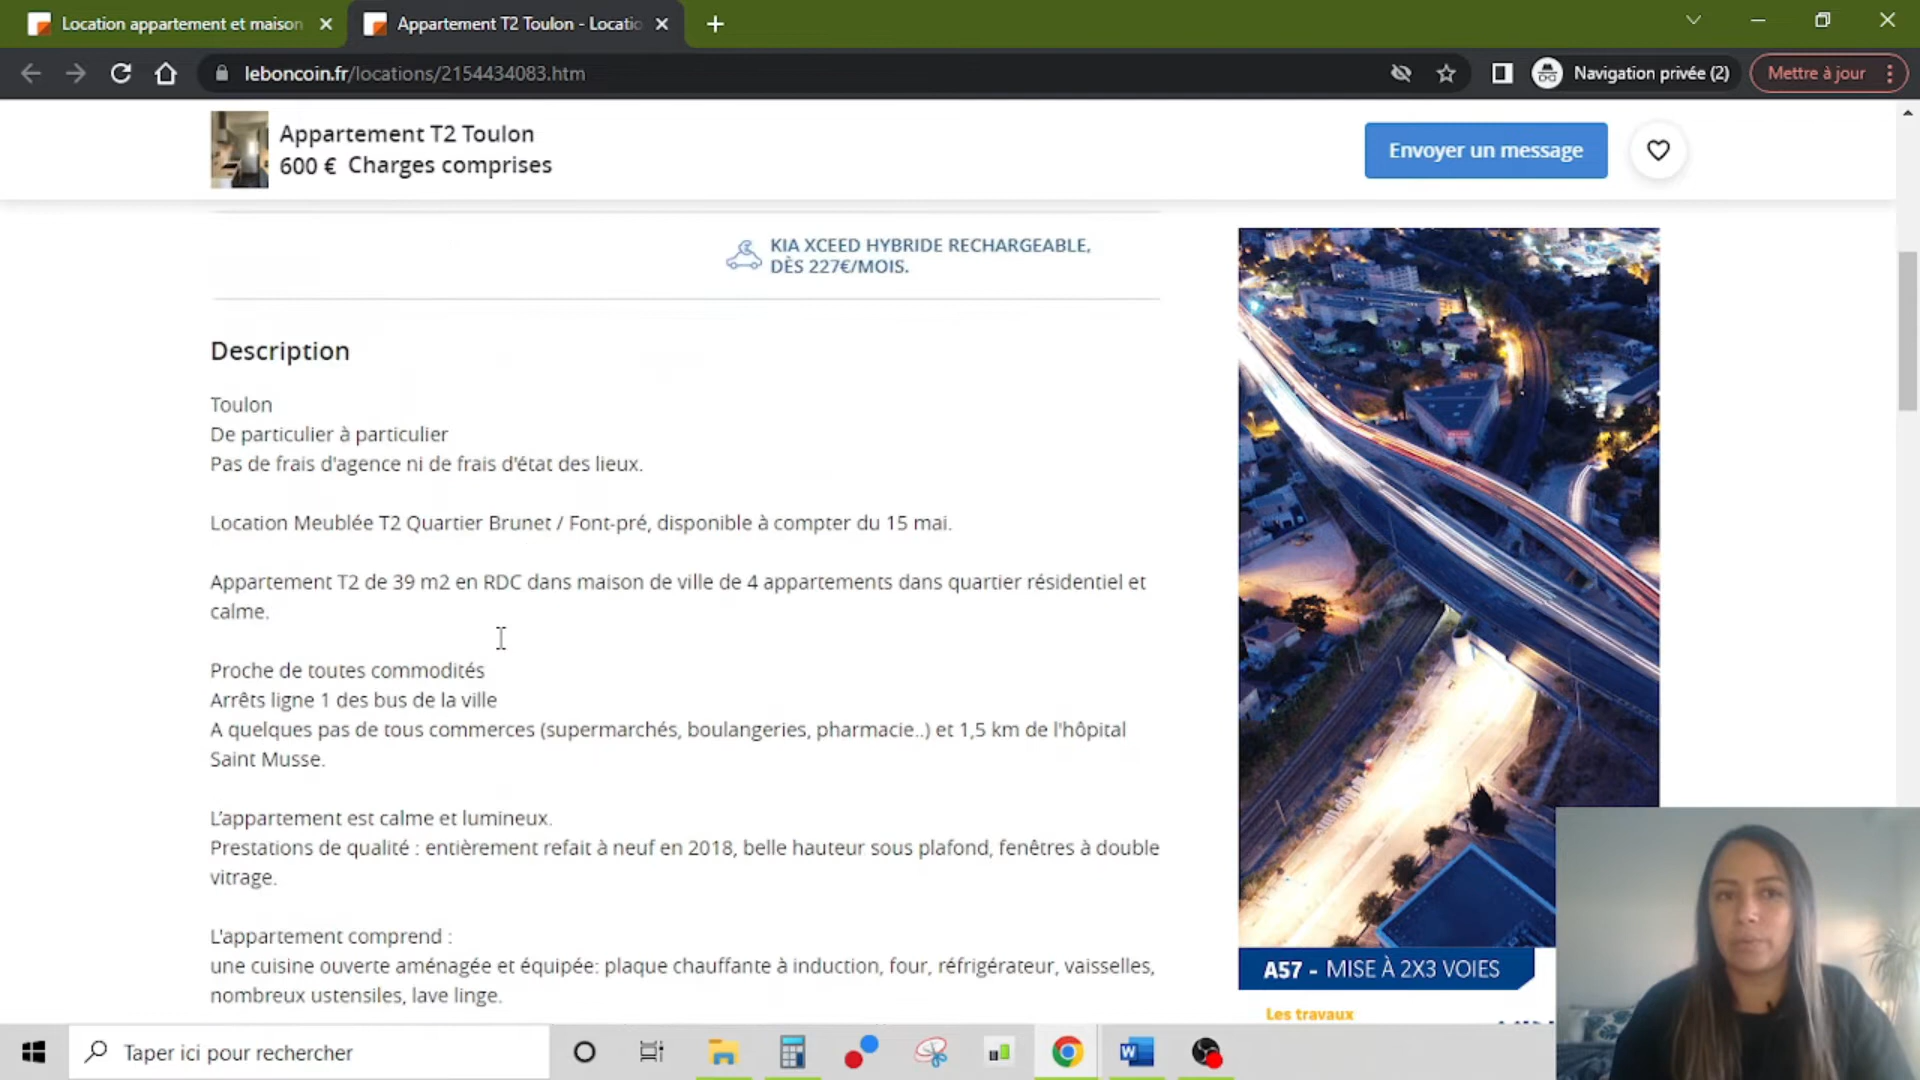 Location appartement et maison
Appartement T2 Toulon - Locatio
leboncoin.fr/locations/2154434083.htm
Navigation privée (2)
Mettre à jour
Appartement T2 Toulon
600 € Charges comprises
Envoyer un message
KIA XCEED HYBRIDE RECHARGEABLE,
DÈS 227€/MOIS.
Description
Toulon
De particulier à particulier
Pas de frais d'agence ni de frais d'état des lieux.
Location Meublée T2 Quartier Brunet / Font-pré, disponible à compter du 15 mai.
Appartement T2 de 39 m2 en RDC dans maison de ville de 4 appartements dans quartier résidentiel et
calme.
Proche de toutes commodités
Arrêts ligne 1 des bus de la ville
A quelques pas de tous commerces (supermarchés, boulangeries, pharmacie..) et 1,5 km de l'hôpital
Saint Musse.
L’appartement est calme et lumineux.
Prestations de qualité : entièrement refait à neuf en 2018, belle hauteur sous plafond, fenêtres à double
vitrage.
L'appartement comprend :
une cuisine ouverte aménagée et équipée: plaque chauffante à induction, four, réfrigérateur, vaisselles,
nombreux ustensiles, lave linge.
A57 - MISE À 2X3 VOIES
Les travaux
Taper ici pour rechercher